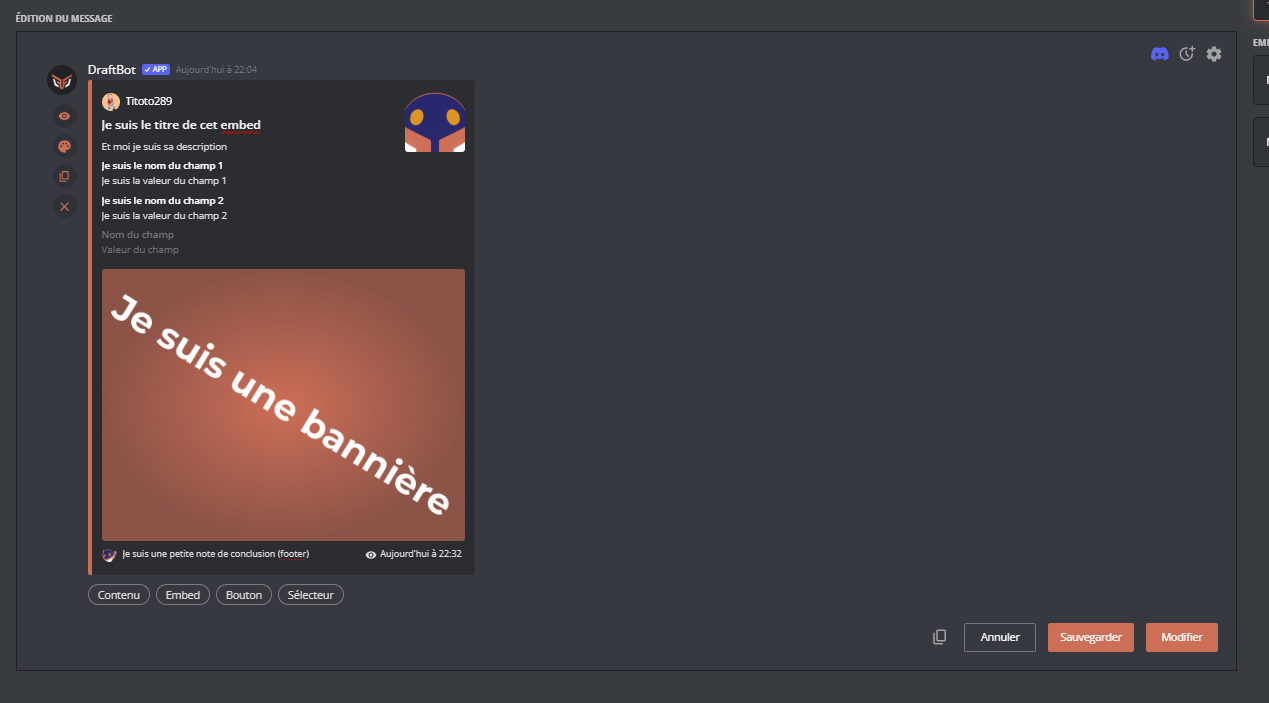 ÉDITION DU MESSAGE
DraftBot ✓ APP Aujourd'hui à 22:04
Titoto289
Je suis le titre de cet embed
Et moi je suis sa description
Je suis le nom du champ 1
Je suis la valeur du champ 1
Je suis le nom du champ 2
Je suis la valeur du champ 2
Nom du champ
Valeur du champ
Je suis une bannière
Je suis une petite note de conclusion (footer) Aujourd'hui à 22:32
Contenu Embed Bouton Sélecteur
Annuler Sauvegarder Modifier